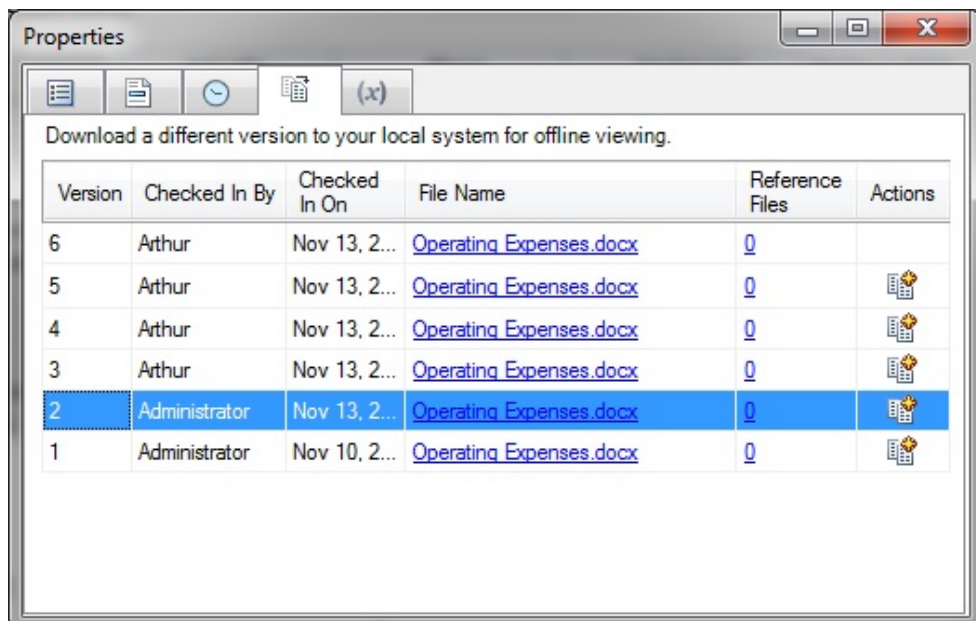 Properties
(x)
Download a different version to your local system for offline viewing.
Version Checked In By Checked In On File Name Reference Files Actions
6 Arthur Nov 13, 2... Operating Expenses.docx 0
5 Arthur Nov 13, 2... Operating Expenses.docx 0
4 Arthur Nov 13, 2... Operating Expenses.docx 0
3 Arthur Nov 13, 2... Operating Expenses.docx 0
2 Administrator Nov 13, 2... Operating Expenses.docx 0
1 Administrator Nov 10, 2... Operating Expenses.docx 0